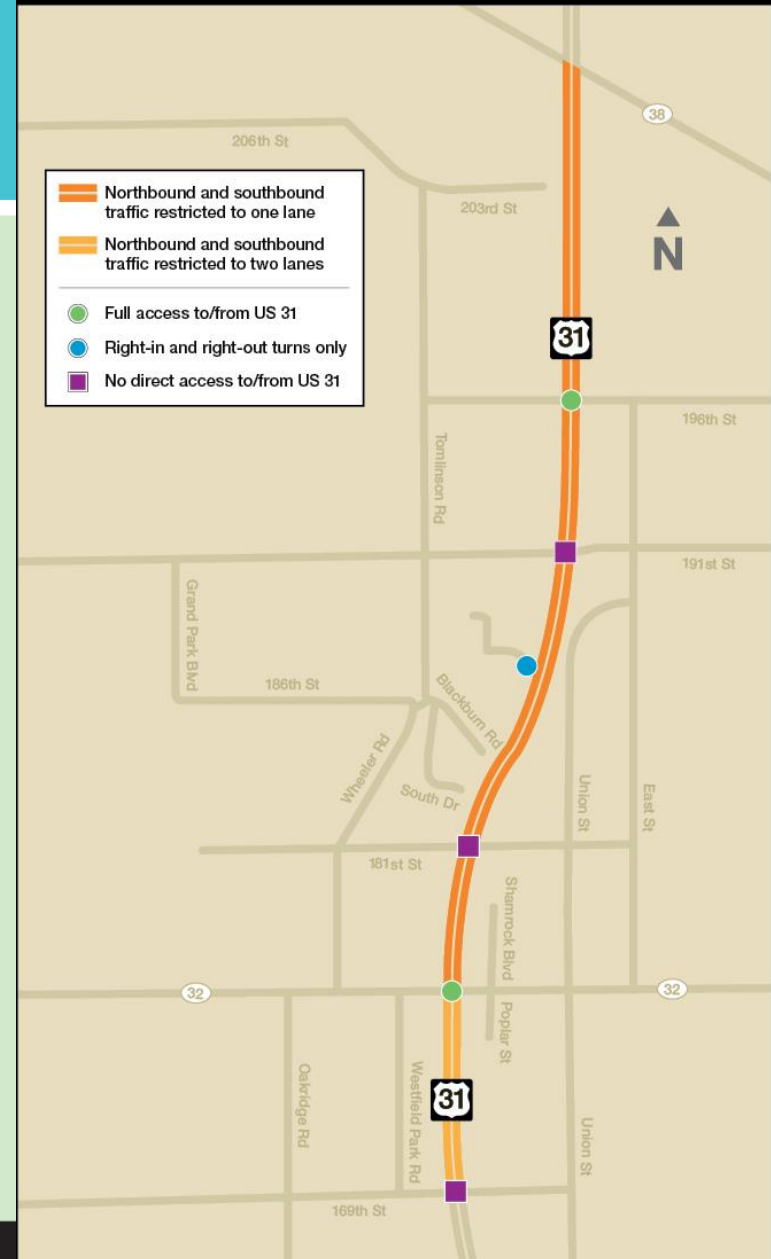 38
206th St
Northbound and southbound
traffic restricted to one lane
Northbound and southbound
traffic restricted to two lanes
Full access to/from US 31
Right-in and right-out turns only
No direct access to/from US 31
203rd St
N
31
196th St
Tomlinson Rd
191st St
Grand Park Blvd
186th St
Blackburn Rd
Wheeler Rd
South Dr
Union St
East St
181st St
Shamrock Blvd
32
32
Poplar St
Oakridge Rd
Westfield Park Rd
31
Union St
169th St